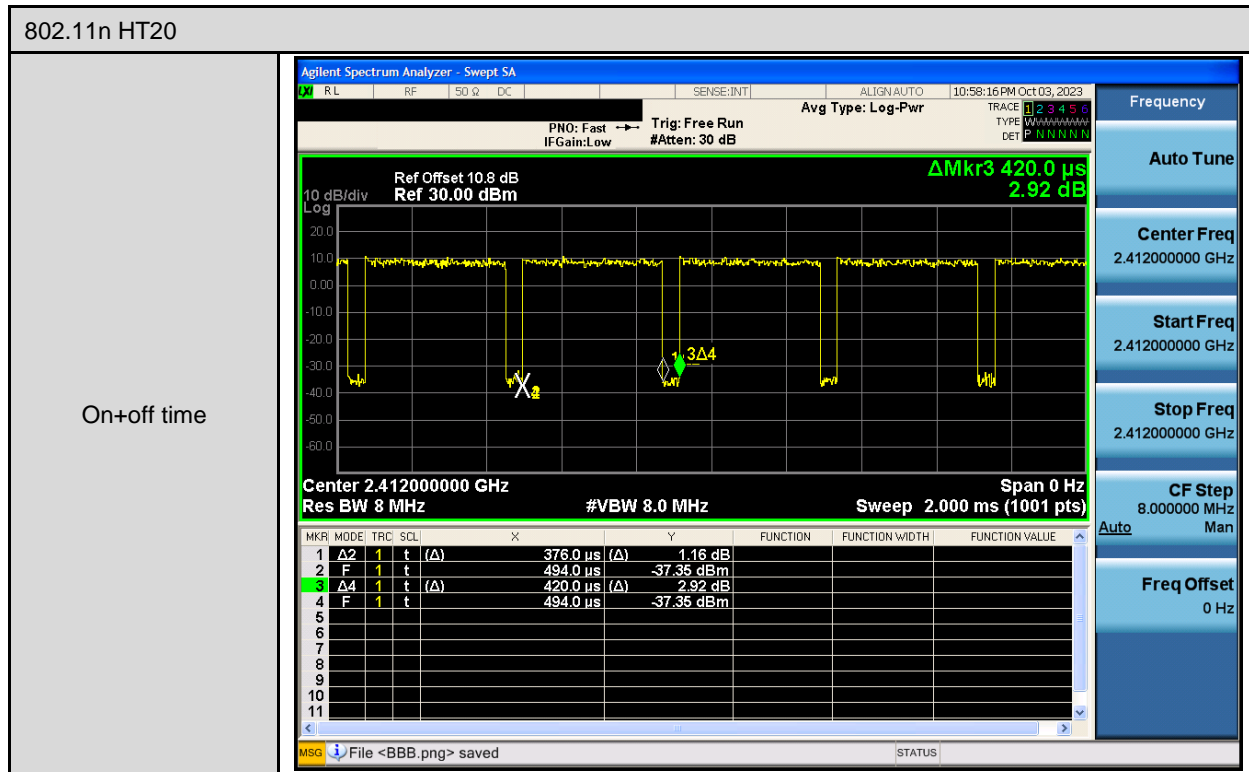 802.11n HT20
On+off time
Agilent Spectrum Analyzer - Swept SA
LXI RL RF 50 Ω DC SENSE:INT ALIGN AUTO 10:58:16 PM Oct 03, 2023
PNO: Fast
IFGain:Low
Trig: Free Run
#Atten: 30 dB
Avg Type: Log-Pwr
TRACE 1 2 3 4 5 6
TYPE WWWWWW
DET P N N N N N
ΔMkr3 420.0 µs
2.92 dB
Ref Offset 10.8 dB
10 dB/div Ref 30.00 dBm
Log
20.0
10.0
0.00
-10.0
-20.0
-30.0
-40.0
-50.0
-60.0
3Δ4
X
Center 2.412000000 GHz Span 0 Hz
Res BW 8 MHz #VBW 8.0 MHz Sweep 2.000 ms (1001 pts)
MKR MODE TRC SCL X Y FUNCTION FUNCTION WIDTH FUNCTION VALUE
1 Δ2 1 t (Δ) 376.0 µs (Δ) 1.16 dB
2 F 1 t 494.0 µs -37.35 dBm
3 Δ4 1 t (Δ) 420.0 µs (Δ) 2.92 dB
4 F 1 t 494.0 µs -37.35 dBm
5
6
7
8
9
10
11
MSG File <BBB.png> saved STATUS
Frequency
Auto Tune
Center Freq
2.412000000 GHz
Start Freq
2.412000000 GHz
Stop Freq
2.412000000 GHz
CF Step
8.000000 MHz
Auto Man
Freq Offset
0 Hz